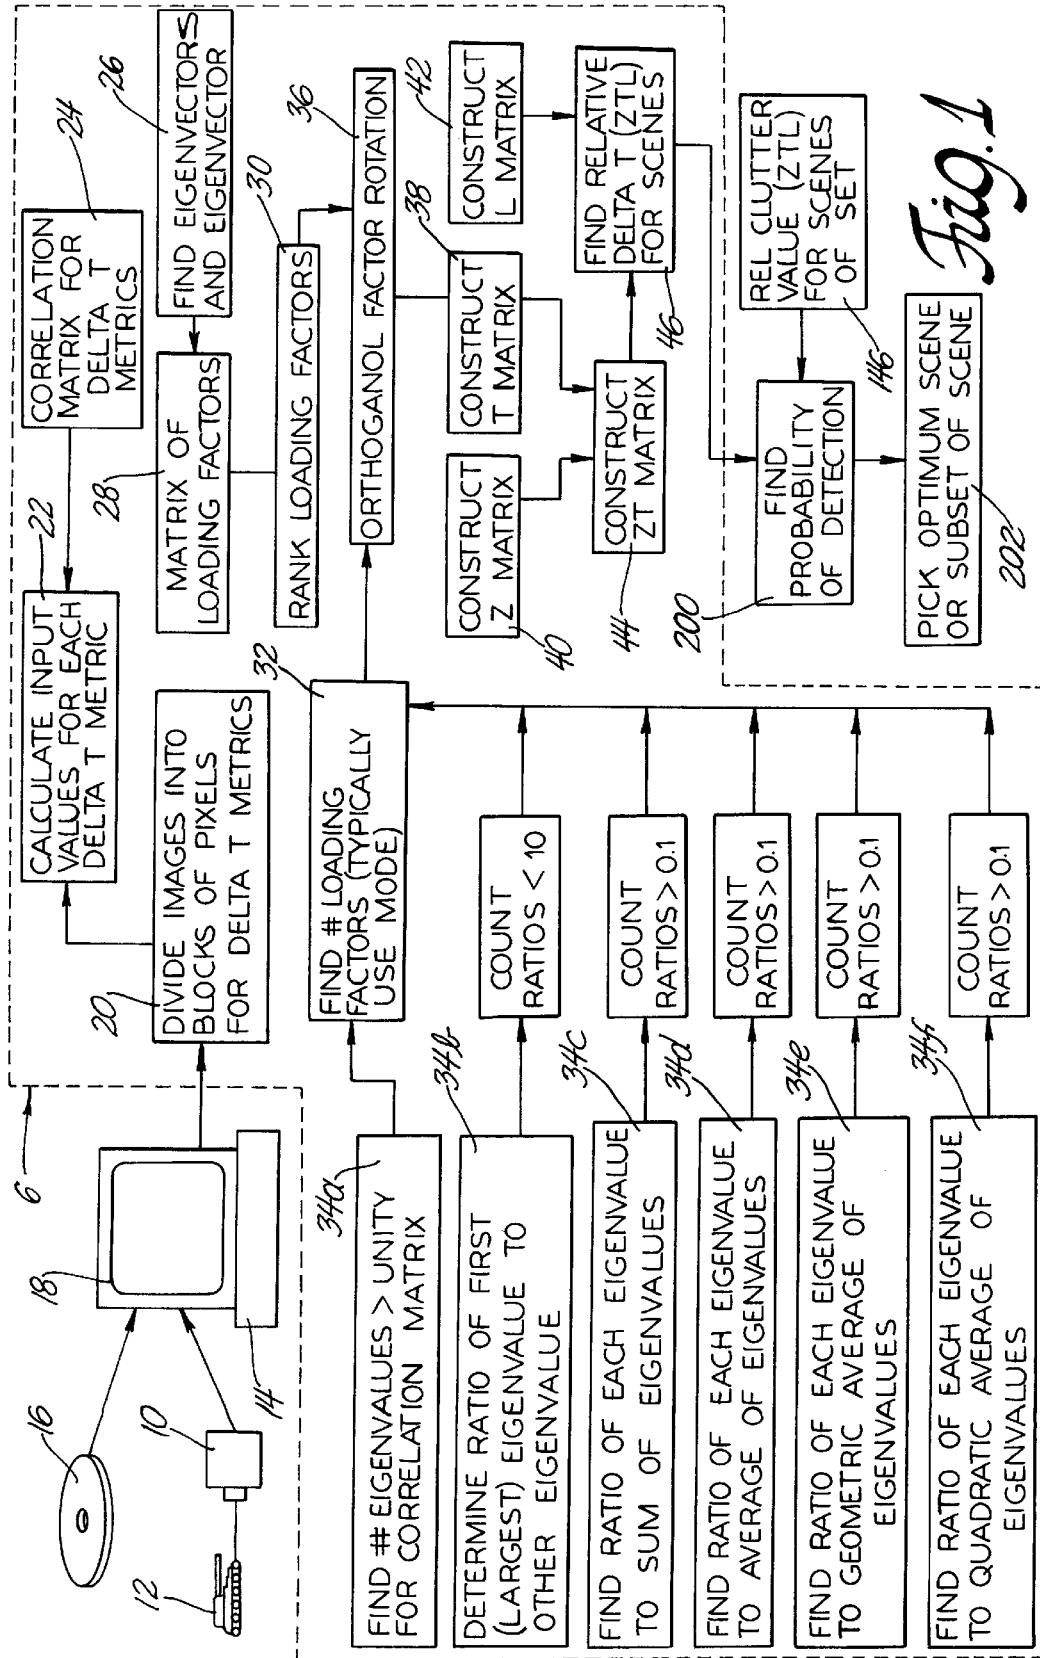 6
16
10
12
14
18
20
DIVIDE IMAGES INTO
BLOCKS OF PIXELS
FOR DELTA T METRICS
22
CALCULATE INPUT
VALUES FOR EACH
DELTA T METRIC
24
CORRELATION
MATRIX FOR
DELTA T
METRICS
26
FIND EIGENVECTORS
AND EIGENVECTOR
28
MATRIX OF
LOADING FACTORS
30
RANK LOADING FACTORS
32
FIND # LOADING
FACTORS (TYPICALLY
USE MODE)
36
ORTHOGANOL FACTOR ROTATION
34a
FIND # EIGENVALUES > UNITY
FOR CORRELATION MATRIX
34b
DETERMINE RATIO OF FIRST
(LARGEST) EIGENVALUE TO
OTHER EIGENVALUE
COUNT
RATIOS < 10
34c
FIND RATIO OF EACH EIGENVALUE
TO SUM OF EIGENVALUES
COUNT
RATIOS > 0.1
34d
FIND RATIO OF EACH EIGENVALUE
TO AVERAGE OF EIGENVALUES
COUNT
RATIOS > 0.1
34e
FIND RATIO OF EACH EIGENVALUE
TO GEOMETRIC AVERAGE OF
EIGENVALUES
COUNT
RATIOS > 0.1
34f
FIND RATIO OF EACH EIGENVALUE
TO QUADRATIC AVERAGE OF
EIGENVALUES
COUNT
RATIOS > 0.1
40
CONSTRUCT
Z MATRIX
38
CONSTRUCT
T MATRIX
42
CONSTRUCT
L MATRIX
44
CONSTRUCT
ZT MATRIX
46
FIND RELATIVE
DELTA T (ZTL)
FOR SCENES
200
FIND
PROBABILITY
OF DETECTION
146
REL CLUTTER
VALUE (ZTL)
FOR SCENES
OF SET
202
PICK OPTIMUM SCENE
OR SUBSET OF SCENE
Fig. 1